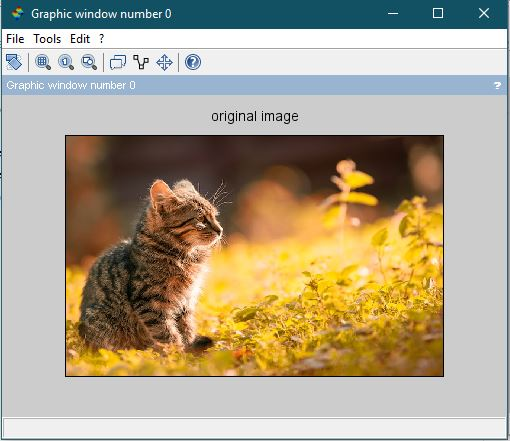 Graphic window number 0
File Tools Edit ?
Graphic window number 0 ?
original image